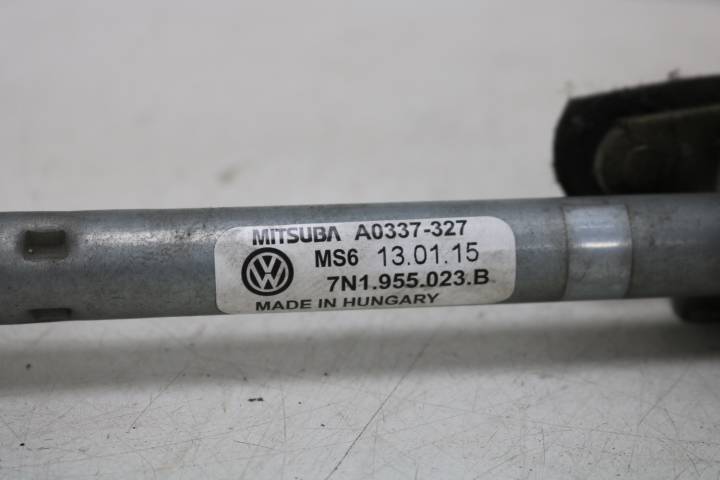 MITSUBA A0337-327
MS6 13.01.15
7N1.955.023.B
MADE IN HUNGARY